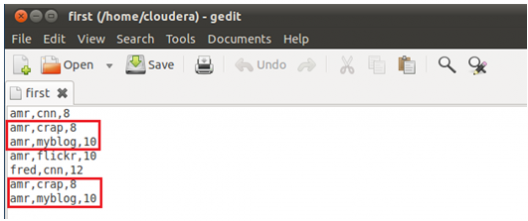 first (/home/cloudera) - gedit
File Edit View Search Tools Documents Help
Open Save Undo
first
amr,cnn,8
amr,crap,8
amr,myblog,10
amr,flickr,10
fred,cnn,12
amr,crap,8
amr,myblog,10